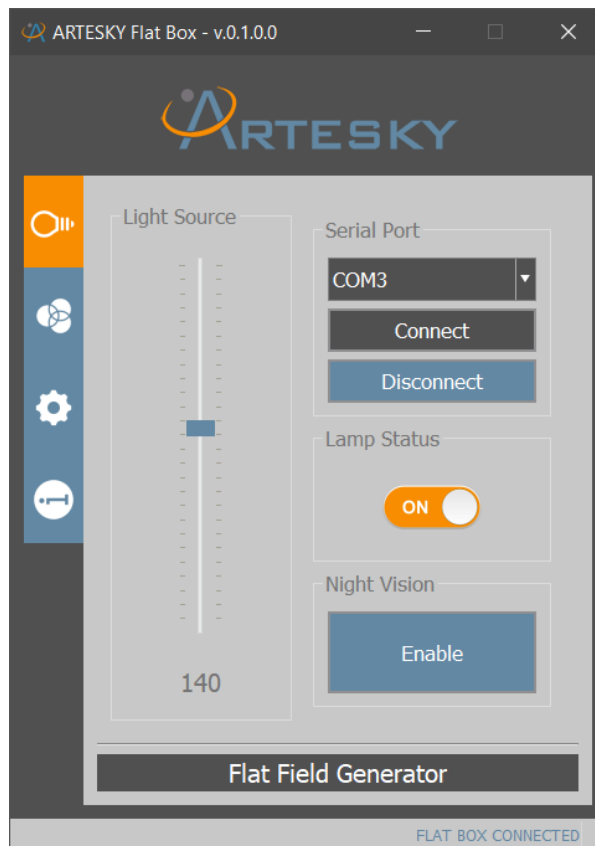 ARTESKY Flat Box - v.0.1.0.0
ARTESKY
Light Source
140
Serial Port
COM3
Connect
Disconnect
Lamp Status
ON
Night Vision
Enable
Flat Field Generator
FLAT BOX CONNECTED